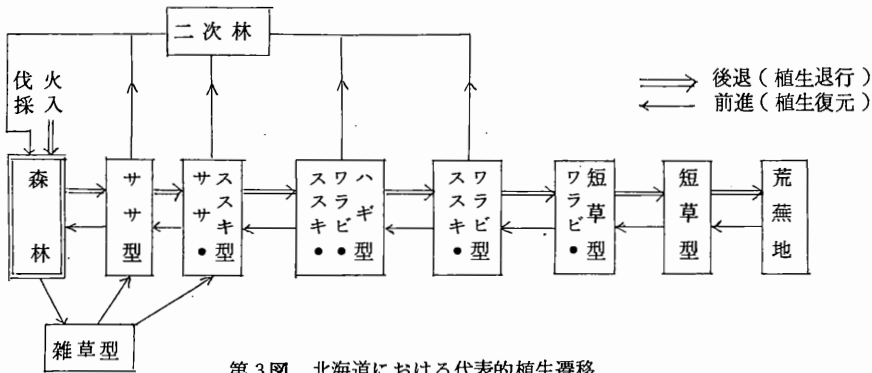 二次林
伐採
火入
後退（植生退行）
前進（植生復元）
森林
ササ型
ススキ型
ササ・
ハギ型
ワラビ・
ススキ・
ワラビ型
ススキ・
短草型
ワラビ・
短草型
荒蕪地
雑草型
第3図 北海道における代表的植生遷移